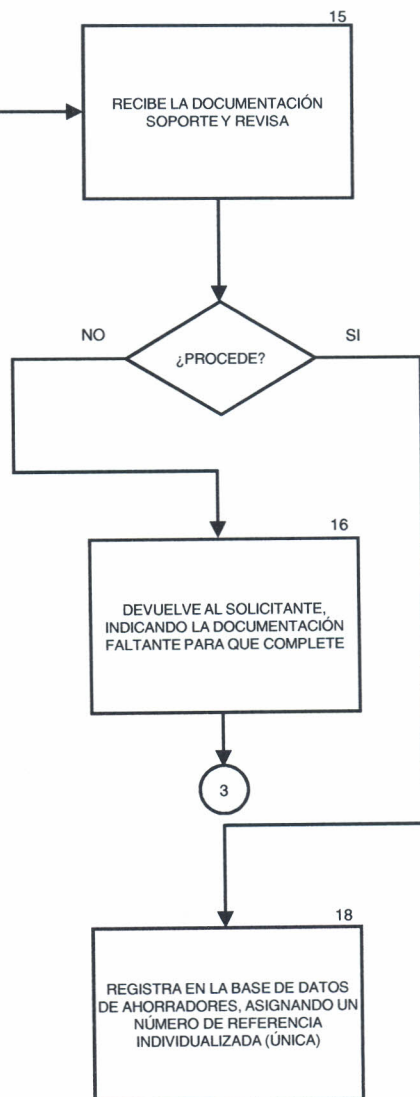 15
RECIBE LA DOCUMENTACIÓN
SOPORTE Y REVISA
NO
¿PROCEDE?
SI
16
DEVUELVE AL SOLICITANTE,
INDICANDO LA DOCUMENTACIÓN
FALTANTE PARA QUE COMPLETE
3
18
REGISTRA EN LA BASE DE DATOS
DE AHORRADORES, ASIGNANDO UN
NÚMERO DE REFERENCIA
INDIVIDUALIZADA (ÚNICA)